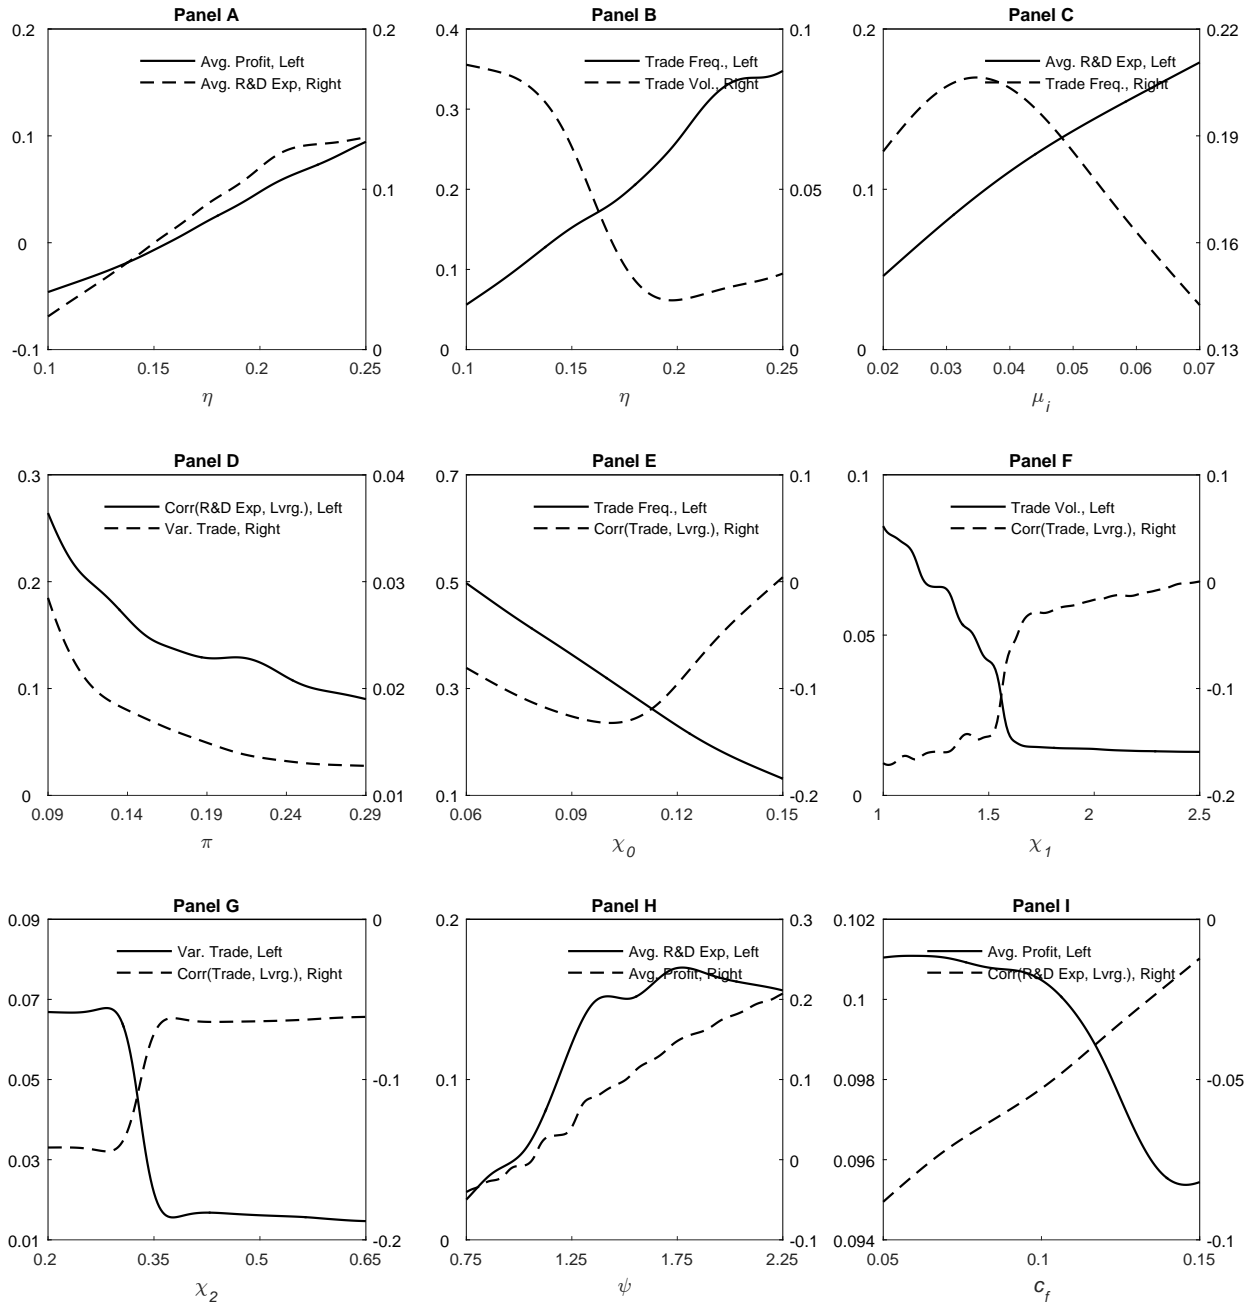 Panel A
0.2
0.1
0
-0.1
0.2
0.1
0
Avg. Profit, Left
Avg. R&D Exp, Right
0.1 0.15 0.2 0.25
η
Panel B
0.4
0.3
0.2
0.1
0
0.1
0.05
0
Trade Freq., Left
Trade Vol., Right
0.1 0.15 0.2 0.25
η
Panel C
0.2
0.1
0
0.22
0.19
0.16
0.13
Avg. R&D Exp, Left
Trade Freq., Right
0.02 0.03 0.04 0.05 0.06 0.07
μ_i
Panel D
0.3
0.2
0.1
0
0.04
0.03
0.02
0.01
Corr(R&D Exp, Lvrg.), Left
Var. Trade, Right
0.09 0.14 0.19 0.24 0.29
π
Panel E
0.7
0.5
0.3
0.1
0.1
0
-0.1
-0.2
Trade Freq., Left
Corr(Trade, Lvrg.), Right
0.06 0.09 0.12 0.15
χ_0
Panel F
0.1
0.05
0
0.1
0
-0.1
-0.2
Trade Vol., Left
Corr(Trade, Lvrg.), Right
1 1.5 2 2.5
χ_1
Panel G
0.09
0.07
0.05
0.03
0.01
0
-0.1
-0.2
Var. Trade, Left
Corr(Trade, Lvrg.), Right
0.2 0.35 0.5 0.65
χ_2
Panel H
0.2
0.1
0
0.3
0.2
0.1
0
-0.1
Avg. R&D Exp, Left
Avg. Profit, Right
0.75 1.25 1.75 2.25
ψ
Panel I
0.102
0.1
0.098
0.096
0.094
0
-0.05
-0.1
Avg. Profit, Left
Corr(R&D Exp, Lvrg.), Right
0.05 0.1 0.15
c_f